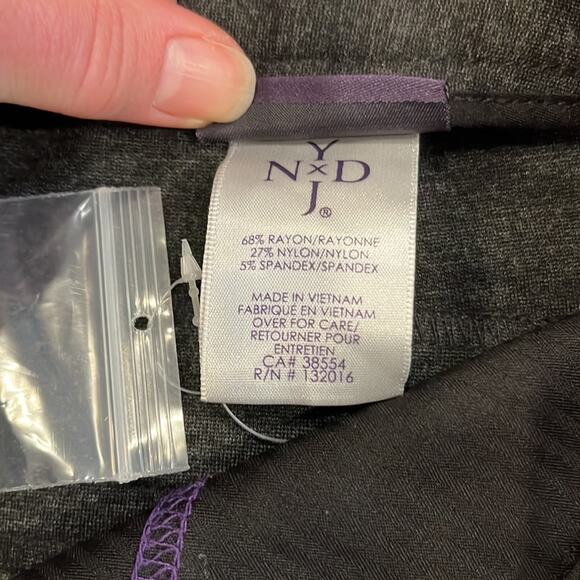 Y
N x D
J®
68% RAYON/RAYONNE
27% NYLON/NYLON
5% SPANDEX/SPANDEX
MADE IN VIETNAM
FABRIQUÉ EN VIETNAM
OVER FOR CARE/
RETOURNER POUR
ENTRETIEN
CA# 38554
R/N # 132016